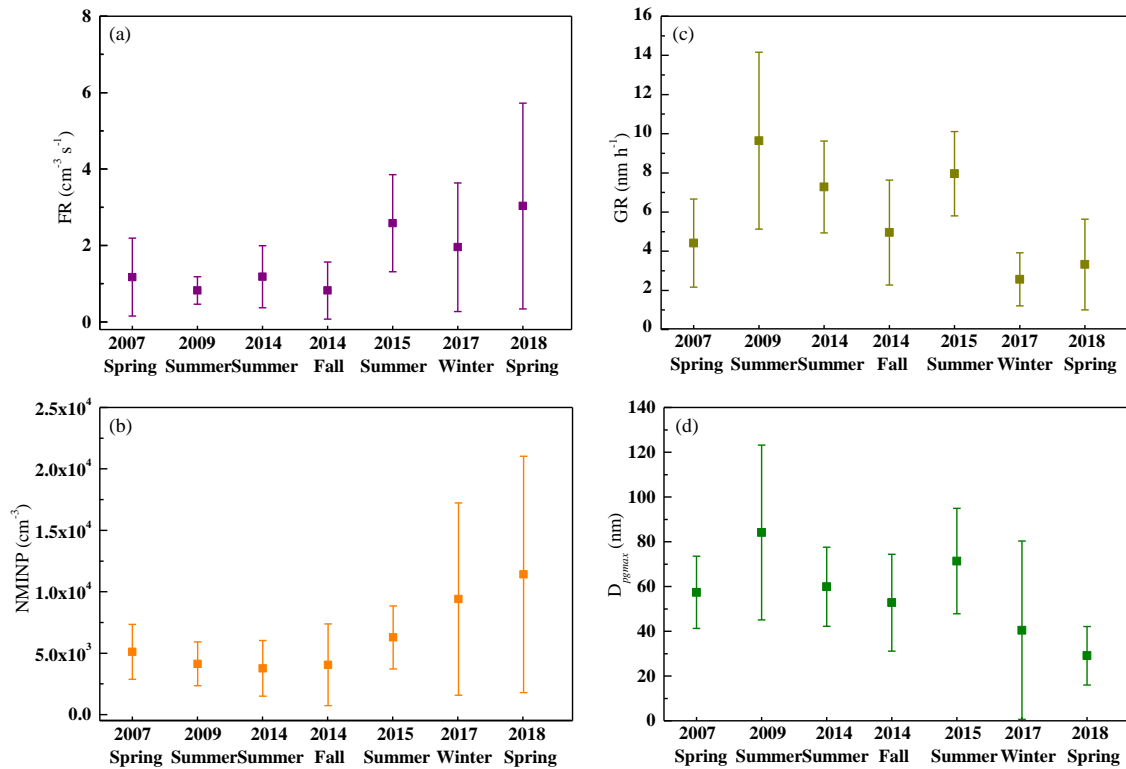 (a)
FR (cm⁻³ s⁻¹)
8
6
4
2
0
2007 2009 2014 2014 2015 2017 2018
Spring Summer Summer Fall Summer Winter Spring
(c)
GR (nm h⁻¹)
16
14
12
10
8
6
4
2
0
2007 2009 2014 2014 2015 2017 2018
Spring Summer Summer Fall Summer Winter Spring
(b)
NMINP (cm⁻³)
2.5x10⁴
2.0x10⁴
1.5x10⁴
1.0x10⁴
5.0x10³
0.0
2007 2009 2014 2014 2015 2017 2018
Spring Summer Summer Fall Summer Winter Spring
(d)
D_pgmax (nm)
140
120
100
80
60
40
20
0
2007 2009 2014 2014 2015 2017 2018
Spring Summer Summer Fall Summer Winter Spring